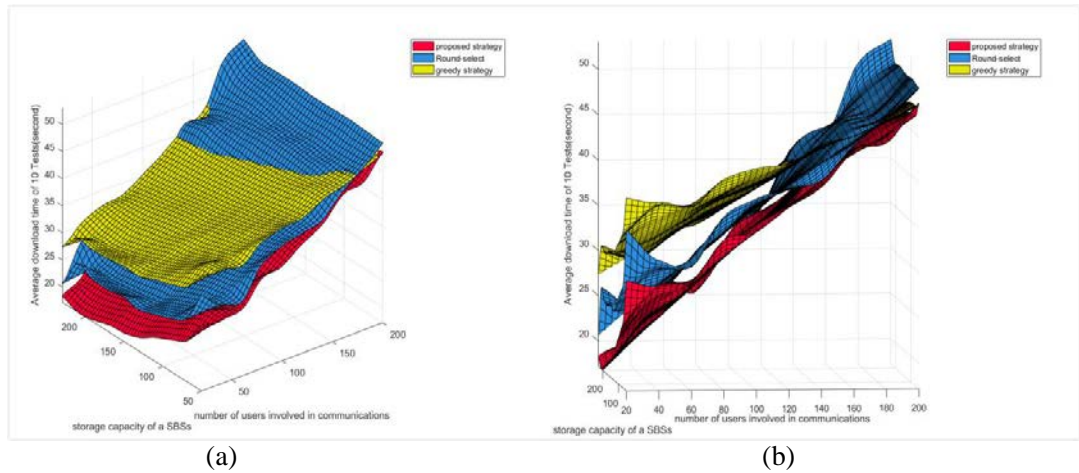 proposed strategy
Round-select
greedy strategy
Average download time of 10 Tests(second)
50
45
40
35
30
25
20
200
150
100
50
50
100
150
200
number of users involved in communications
storage capacity of a SBSs
(a)
proposed strategy
Round-select
greedy strategy
Average download time of 10 Tests(second)
50
45
40
35
30
25
20
200
100
20
40
60
80
100
120
140
160
180
200
number of users involved in communications
storage capacity of a SBSs
(b)